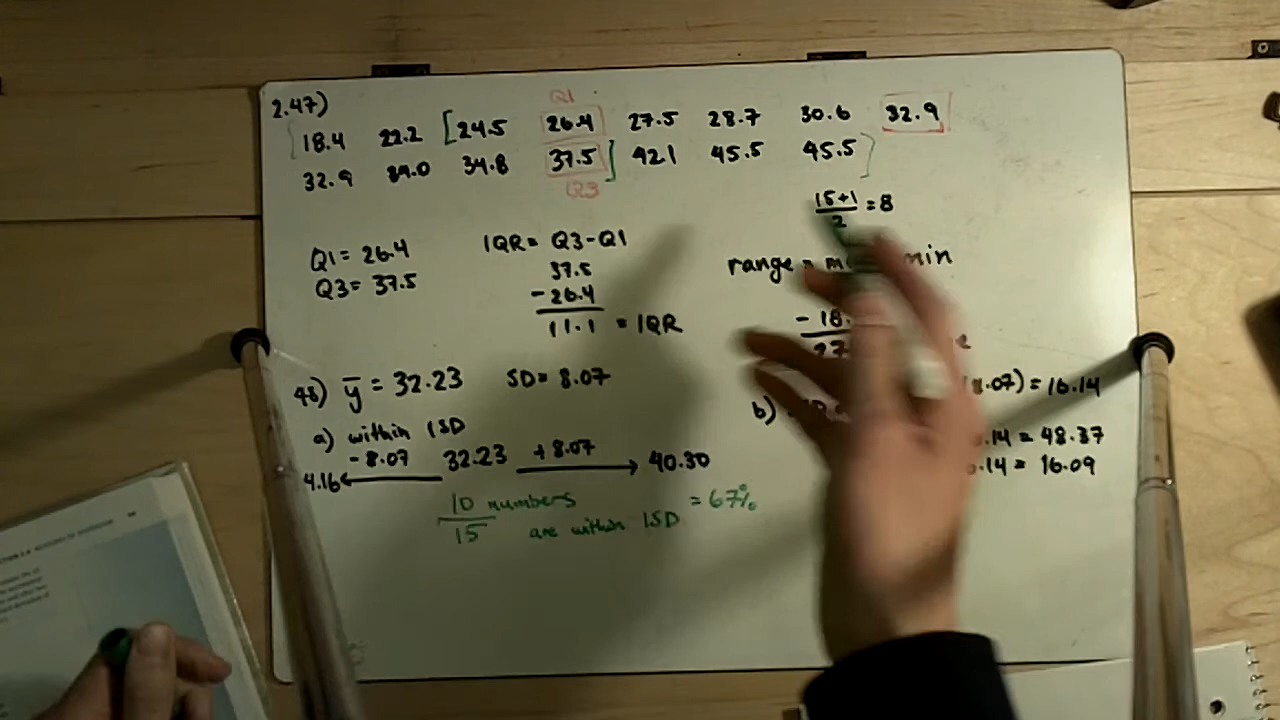 2.47)
Q1
18.4 22.2 [24.5 26.4 27.5 28.7 30.6 32.9
32.9 34.0 34.8 37.5] 42.1 45.5 45.5
Q3
15+1
2 = 8
Q1 = 26.4
Q3 = 37.5
IQR = Q3-Q1
37.5
-26.4
11.1 = IQR
range = min
- 18.
27
48) ȳ = 32.23 SD = 8.07
a) within 1SD
- 8.07 32.23 + 8.07
4.16 40.30
10 numbers
15 are within 1SD = 67%
b)
.07) = 16.14
.14 = 48.37
.14 = 16.09